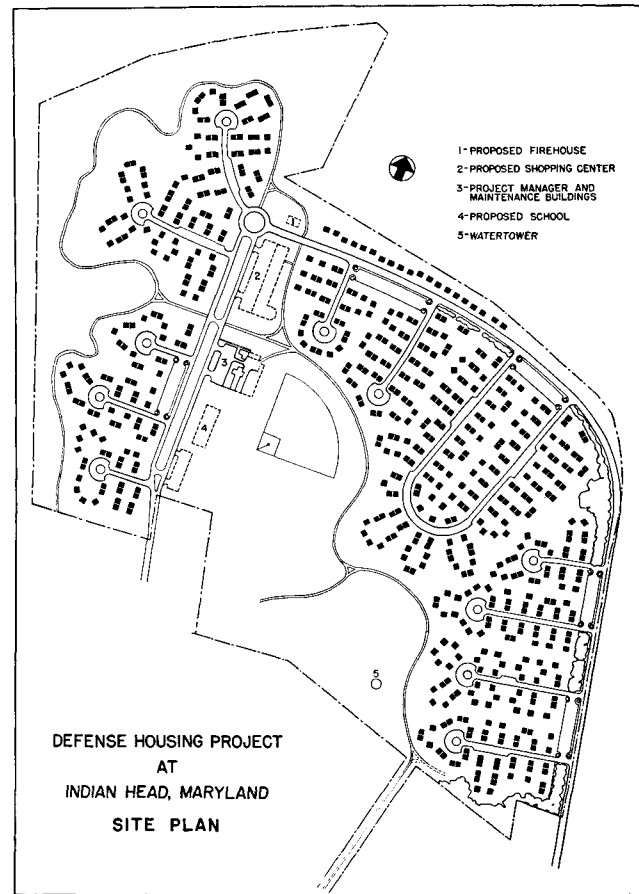 1-PROPOSED FIREHOUSE
2-PROPOSED SHOPPING CENTER
3-PROJECT MANAGER AND
MAINTENANCE BUILDINGS
4-PROPOSED SCHOOL
5-WATERTOWER
2
3
4
5
DEFENSE HOUSING PROJECT
AT
INDIAN HEAD, MARYLAND
SITE PLAN